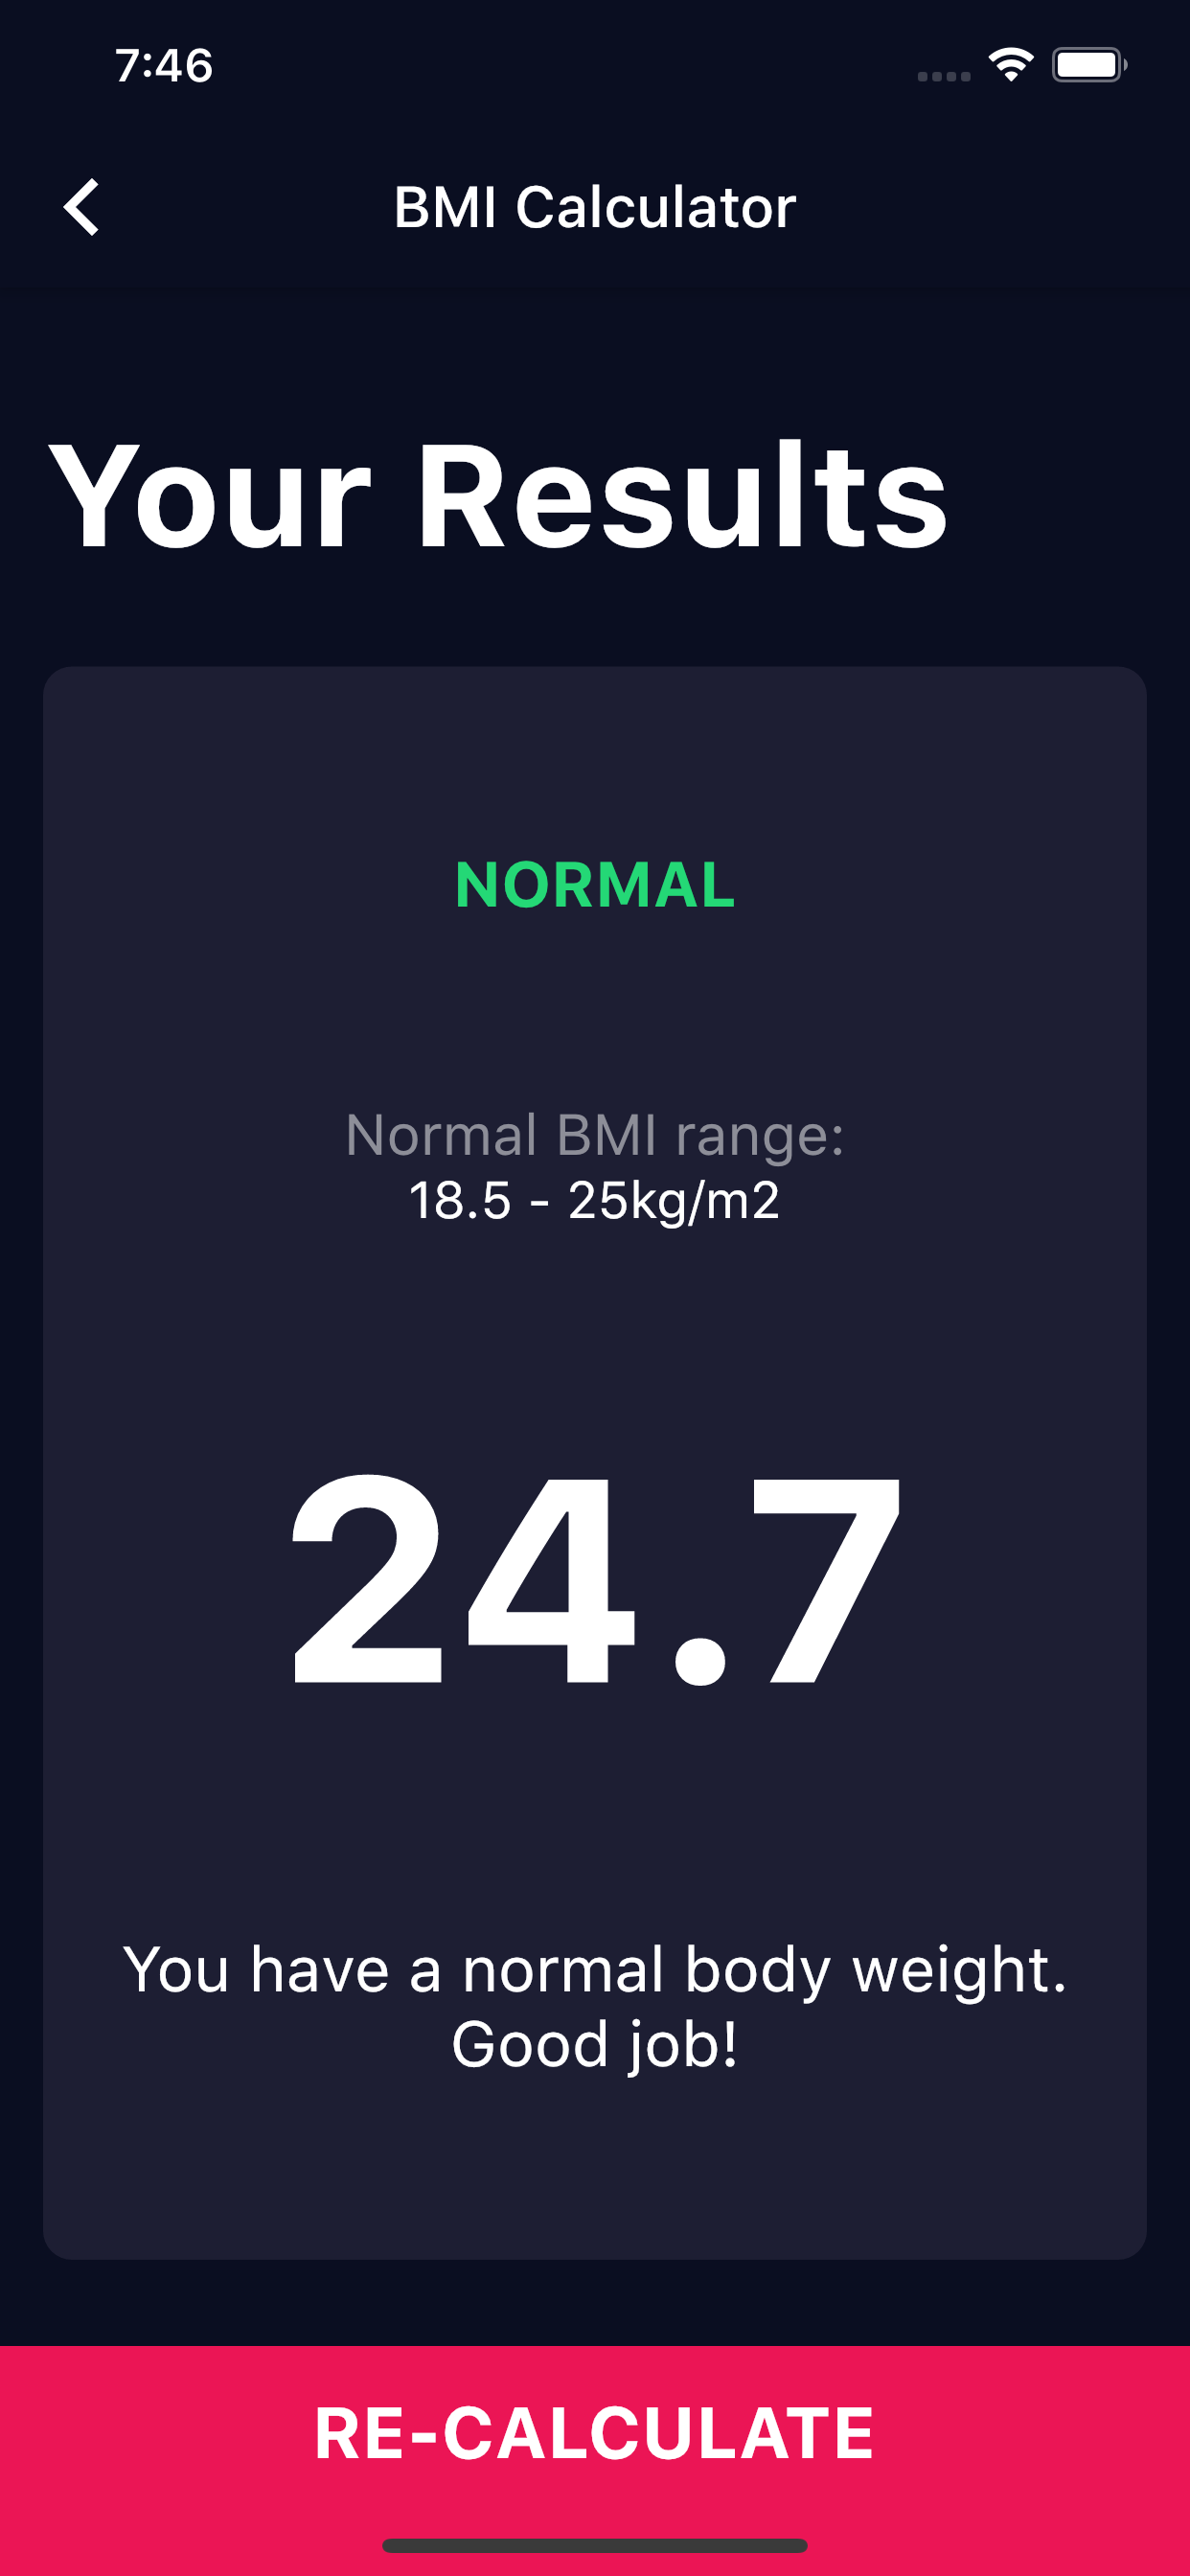 7:46
BMI Calculator
Your Results
NORMAL
Normal BMI range:
18.5 - 25kg/m2
24.7
You have a normal body weight.
Good job!
RE-CALCULATE